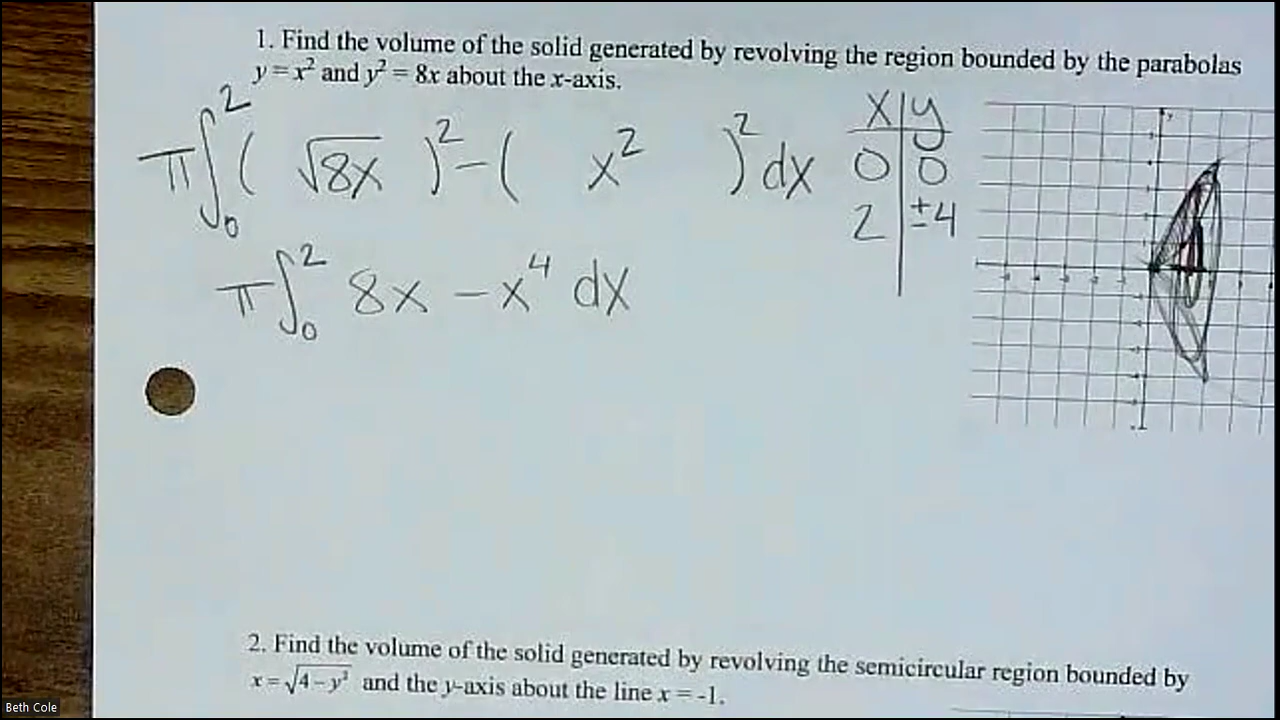 1. Find the volume of the solid generated by revolving the region bounded by the parabolas
y = x² and y² = 8x about the x-axis.
π∫₀² ( √8x )² − ( x² )² dx
x | y
0 | 0
2 | ±4
π∫₀² 8x − x⁴ dx
2. Find the volume of the solid generated by revolving the semicircular region bounded by
x = √4 − y² and the y-axis about the line x = -1.
Beth Cole